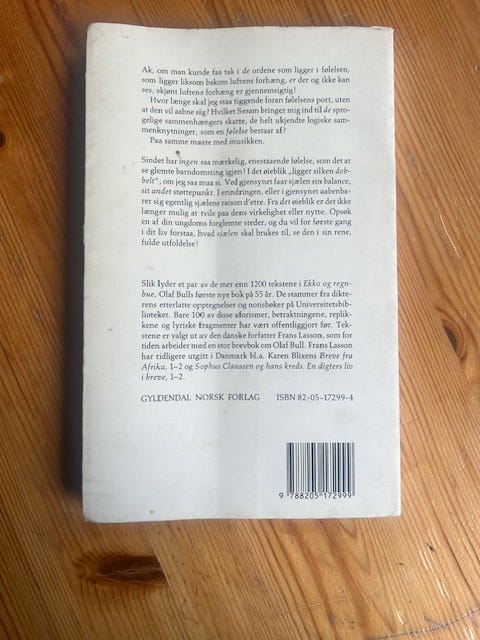 Ak, om man kunde faa tak i de ordene som ligger i følelsen,
som ligger liksom bakom luftens forhæng, er der og ikke kan
ses, skjønt luftens forhæng er gjennemsigtig!
Hvor længe skal jeg staa tiggende foran følelsens port, uten
at den vil aabne sig? Hvilket Sesam bringer mig ind til de spro-
gelige sammenhængers skatte, de helt ukjendte logiske sam-
menknytninger, som en følelse bestaar af?
Paa samme maate med musikken.
Sindet har ingen saa mærkelig, enestaaende følelse, som det at
se glemte barndomsting igjen! I det øieblik „ligger silken dob-
belt", om jeg saa maa si. Ved gjensynet faar sjælen sin balance,
sit andet støttepunkt. I erindringen, eller i gjensynet aabenba-
rer sig egentlig sjælens raison d'etre. Fra det øieblik er det ikke
længer mulig at tvile paa dens virkelighet eller nytte. Opsøk
en af din ungdoms forglemte steder, og du vil for første gang
i dit liv forstaa, hvad sjælen skal brukes til, se den i sin rene,
fulde utfoldelse!
Slik lyder et par av de mer enn 1200 tekstene i Ekko og regn-
bue, Olaf Bulls første nye bok på 55 år. De stammer fra dikte-
rens etterlatte opptegnelser og notisbøker på Universitetsbib-
lioteket. Bare 100 av disse aforismer, betraktningene, replik-
kene og lyriske fragmenter har vært offentliggjort før. Tek-
stene er valgt ut av den danske forfatter Frans Lasson, som for
tiden arbeider med en stor brevbok om Olaf Bull. Frans Lasson
har tidligere utgitt i Danmark bl.a. Karen Blixens Breve fra
Afrika, 1–2 og Sophus Claussen og hans kreds. En digters liv
i breve, 1–2.
GYLDENDAL NORSK FORLAG ISBN 82-05-17299-4
9 788205 172999